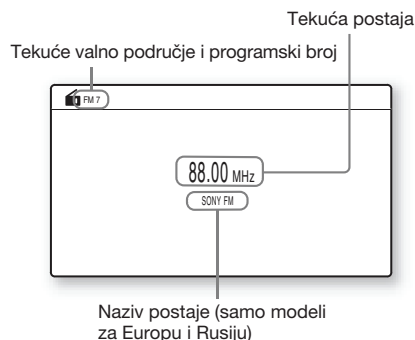 Tekuća postaja
Tekuće valno područje i programski broj
FM 7
88.00 MHz
SONY FM
Naziv postaje (samo modeli
za Europu i Rusiju)